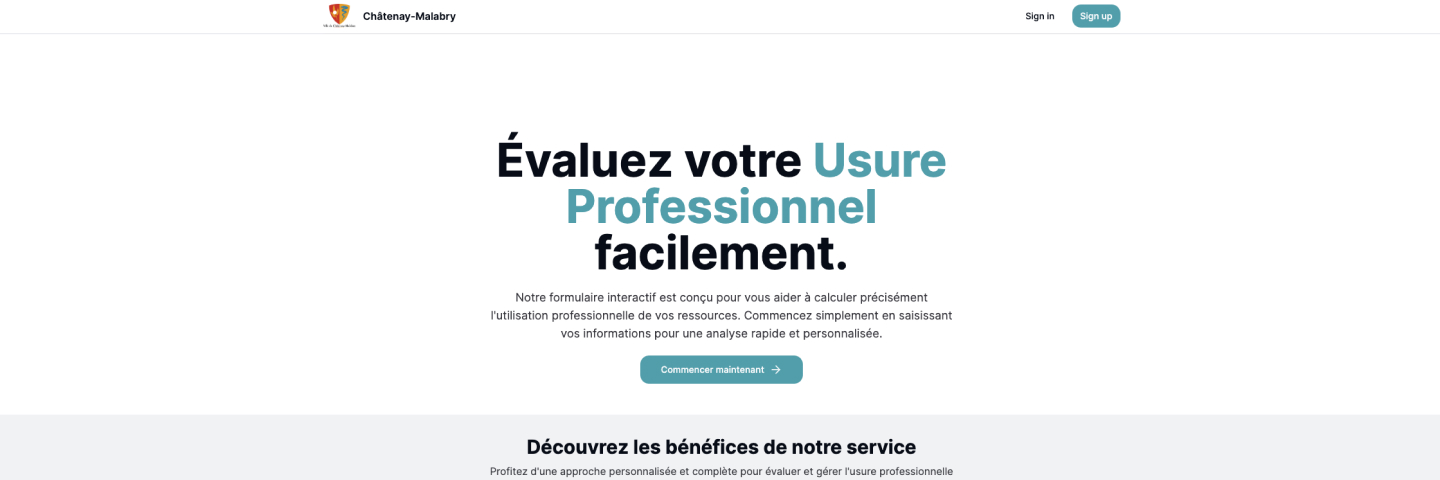 Châtenay-Malabry
Sign in
Sign up
Évaluez votre Usure
Professionnel
facilement.
Notre formulaire interactif est conçu pour vous aider à calculer précisément
l'utilisation professionnelle de vos ressources. Commencez simplement en saisissant
vos informations pour une analyse rapide et personnalisée.
Commencer maintenant
Découvrez les bénéfices de notre service
Profitez d'une approche personnalisée et complète pour évaluer et gérer l'usure professionnelle